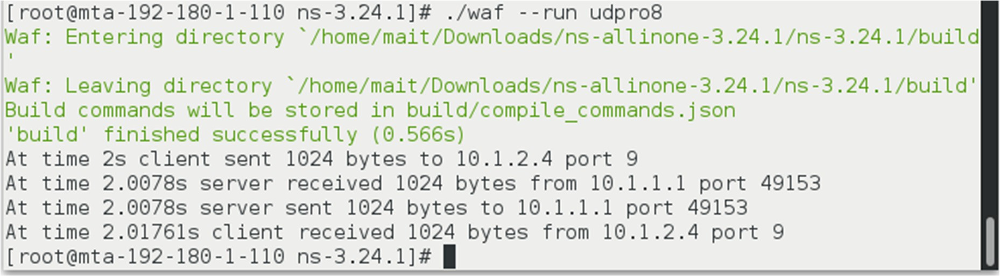 [root@mta-192-180-1-110 ns-3.24.1]# ./waf --run udpro8
Waf: Entering directory `/home/mait/Downloads/ns-allinone-3.24.1/ns-3.24.1/build
'
Waf: Leaving directory `/home/mait/Downloads/ns-allinone-3.24.1/ns-3.24.1/build'
Build commands will be stored in build/compile_commands.json
'build' finished successfully (0.566s)
At time 2s client sent 1024 bytes to 10.1.2.4 port 9
At time 2.0078s server received 1024 bytes from 10.1.1.1 port 49153
At time 2.0078s server sent 1024 bytes to 10.1.1.1 port 49153
At time 2.01761s client received 1024 bytes from 10.1.2.4 port 9
[root@mta-192-180-1-110 ns-3.24.1]#